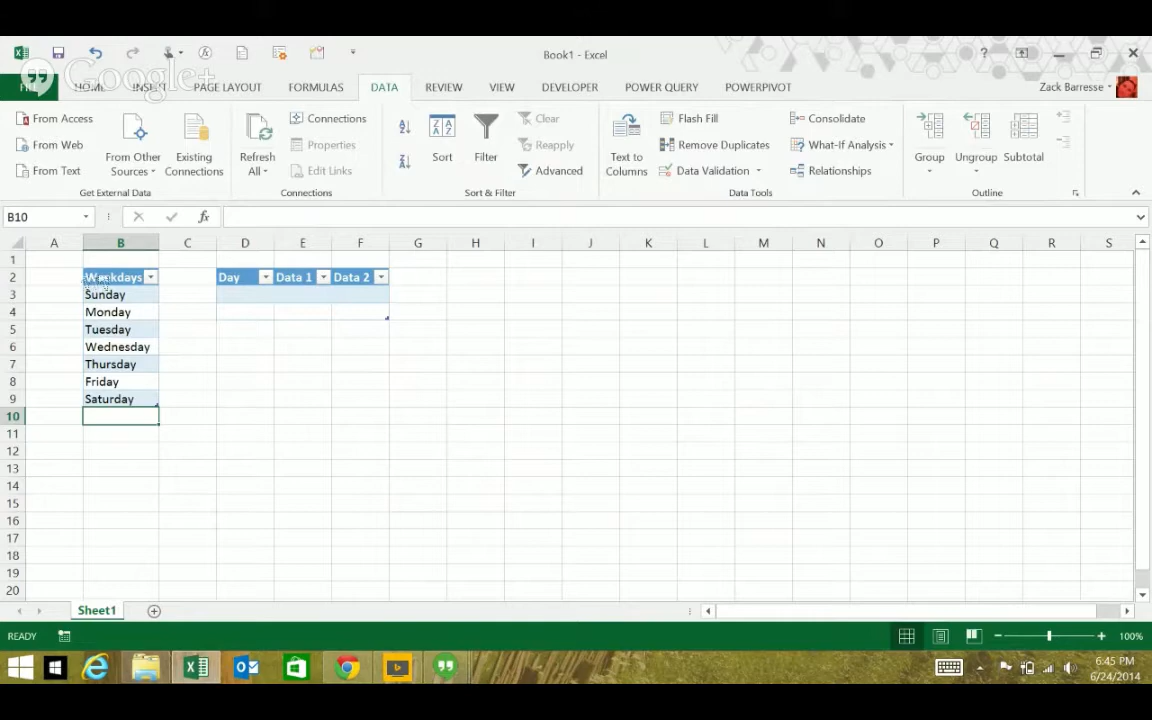 Book1 - Excel
Google+
FILE HOME INSERT PAGE LAYOUT FORMULAS DATA REVIEW VIEW DEVELOPER POWER QUERY POWERPIVOT Zack Barresse
From Access
From Web
From Text
From Other Sources
Existing Connections
Get External Data
Refresh All
Connections
Properties
Edit Links
Connections
Sort
Filter
Clear
Reapply
Advanced
Sort & Filter
Text to Columns
Flash Fill
Remove Duplicates
Data Validation
Consolidate
What-If Analysis
Relationships
Data Tools
Group
Ungroup
Subtotal
Outline
B10
A B C D E F G H I J K L M N O P Q R S
1
2 Weekdays Day Data 1 Data 2
3 Sunday
4 Monday
5 Tuesday
6 Wednesday
7 Thursday
8 Friday
9 Saturday
10
11
12
13
14
15
16
17
18
19
20
Sheet1
READY 100%
6:45 PM
6/24/2014